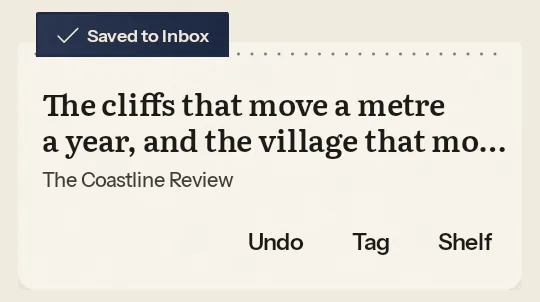 Saved to Inbox
The cliffs that move a metre
a year, and the village that mo…
The Coastline Review
Undo Tag Shelf